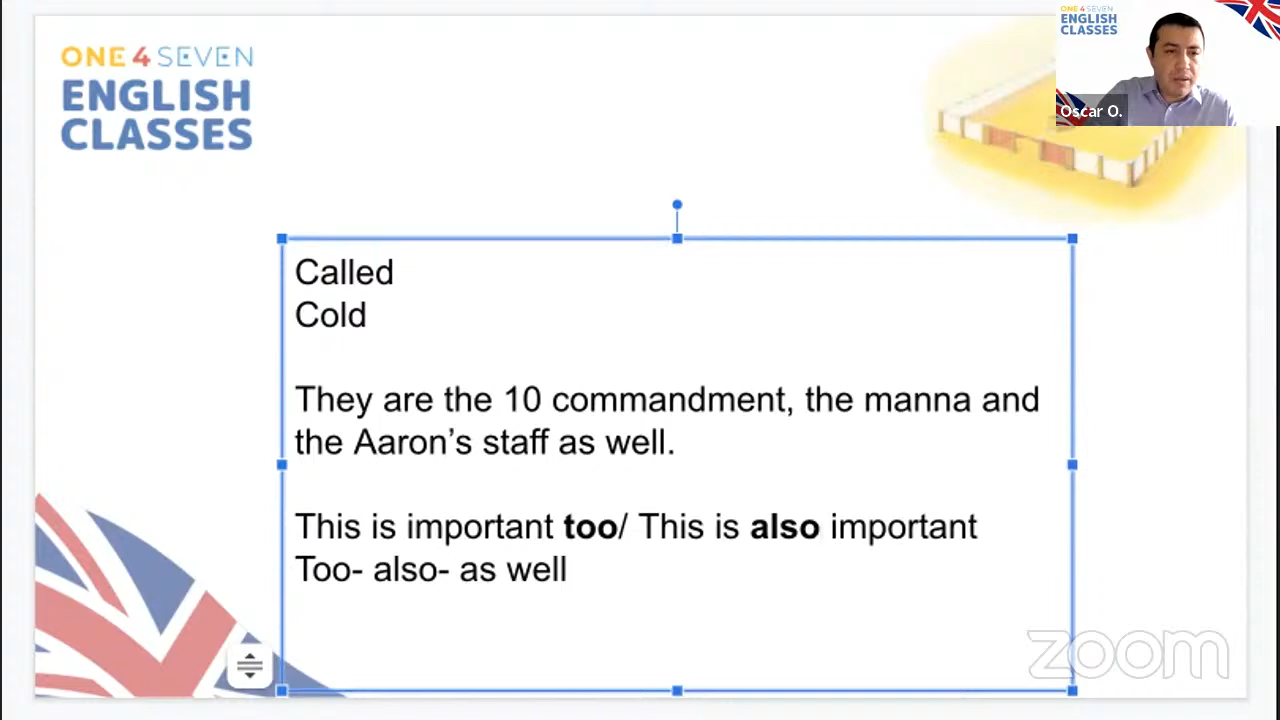 ONE 4 SEVEN
ENGLISH
CLASSES
ONE 4 SEVEN
ENGLISH
CLASSES
Oscar O.
Called
Cold
They are the 10 commandment, the manna and
the Aaron’s staff as well.
This is important too/ This is also important
Too- also- as well
zoom